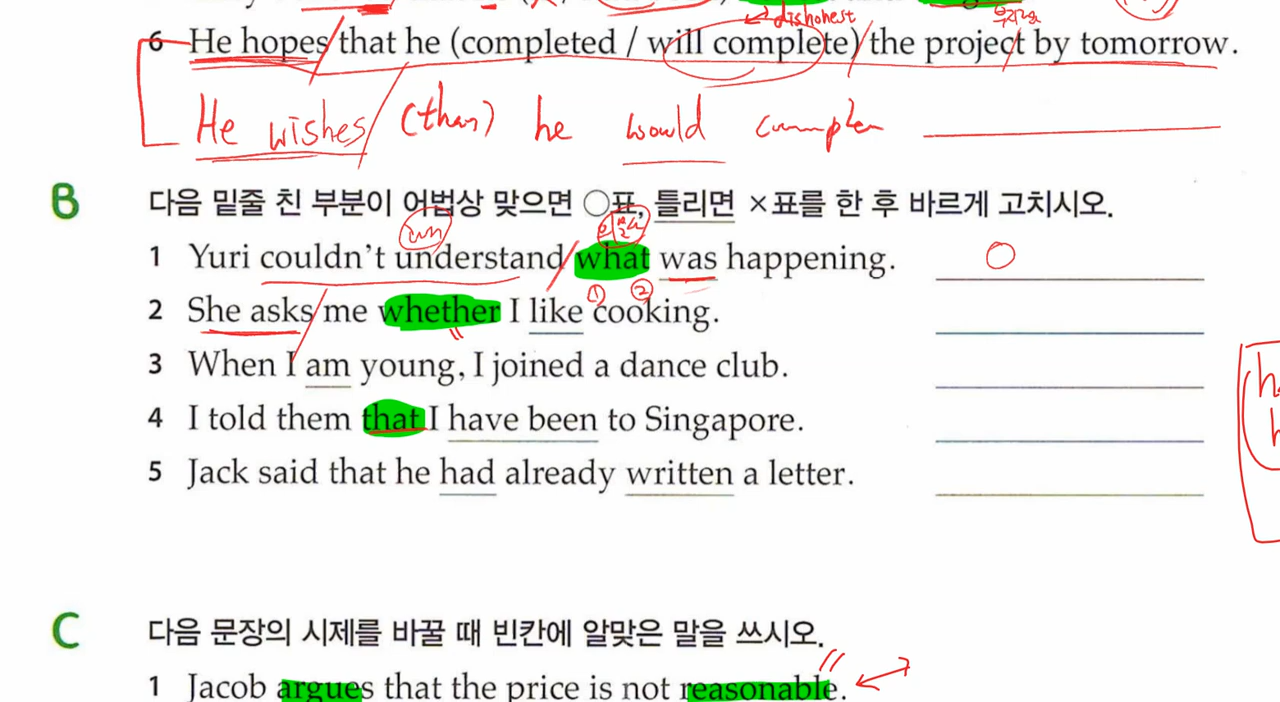 dishonest
6 He hopes that he (completed / will complete) the project by tomorrow.
He wishes (than) he would
B 다음 밑줄 친 부분이 어법상 맞으면 ○표, 틀리면 ×표를 한 후 바르게 고치시오.
1 Yuri couldn't understand what was happening. O
① ②
2 She asks me whether I like cooking.
3 When I am young, I joined a dance club.
4 I told them that I have been to Singapore.
5 Jack said that he had already written a letter.
C 다음 문장의 시제를 바꿀 때 빈칸에 알맞은 말을 쓰시오.
1 Jacob argues that the price is not reasonable.